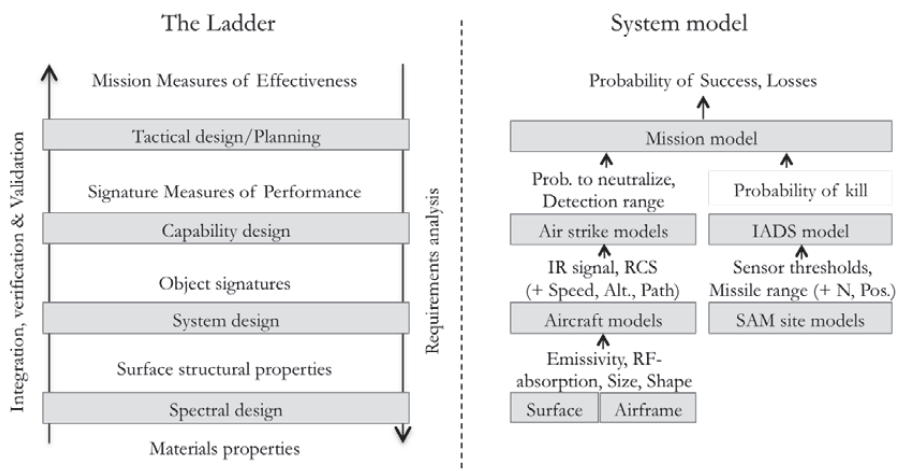 The Ladder
Mission Measures of Effectiveness
Tactical design/Planning
Signature Measures of Performance
Capability design
Object signatures
System design
Surface structural properties
Spectral design
Materials properties
Integration, verification & Validation
Requirements analysis
System model
Probability of Success, Losses
Mission model
Prob. to neutralize,
Detection range
Probability of kill
Air strike models
IADS model
IR signal, RCS
(+ Speed, Alt., Path)
Sensor thresholds,
Missile range (+ N, Pos.)
Aircraft models
SAM site models
Emissivity, RF-
absorption, Size, Shape
Surface
Airframe